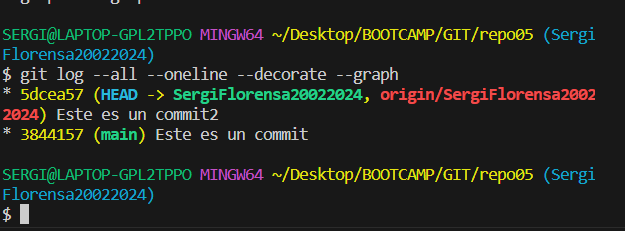 SERGI@LAPTOP-GPL2TPPO MINGW64 ~/Desktop/BOOTCAMP/GIT/repo05 (Sergi
Florensa20022024)
$ git log --all --oneline --decorate --graph
* 5dcea57 (HEAD -> SergiFlorensa20022024, origin/SergiFlorensa2002
2024) Este es un commit2
* 3844157 (main) Este es un commit
SERGI@LAPTOP-GPL2TPPO MINGW64 ~/Desktop/BOOTCAMP/GIT/repo05 (Sergi
Florensa20022024)
$